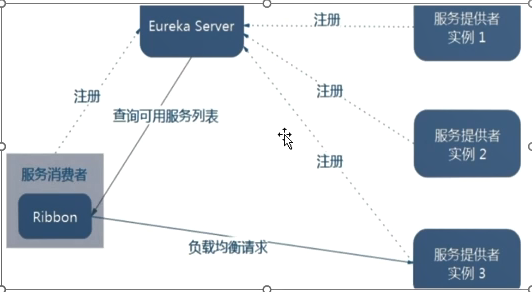 Eureka Server
注册
服务提供者
实例 1
注册
注册
查询可用服务列表
服务提供者
实例 2
注册
服务消费者
Ribbon
负载均衡请求
服务提供者
实例 3